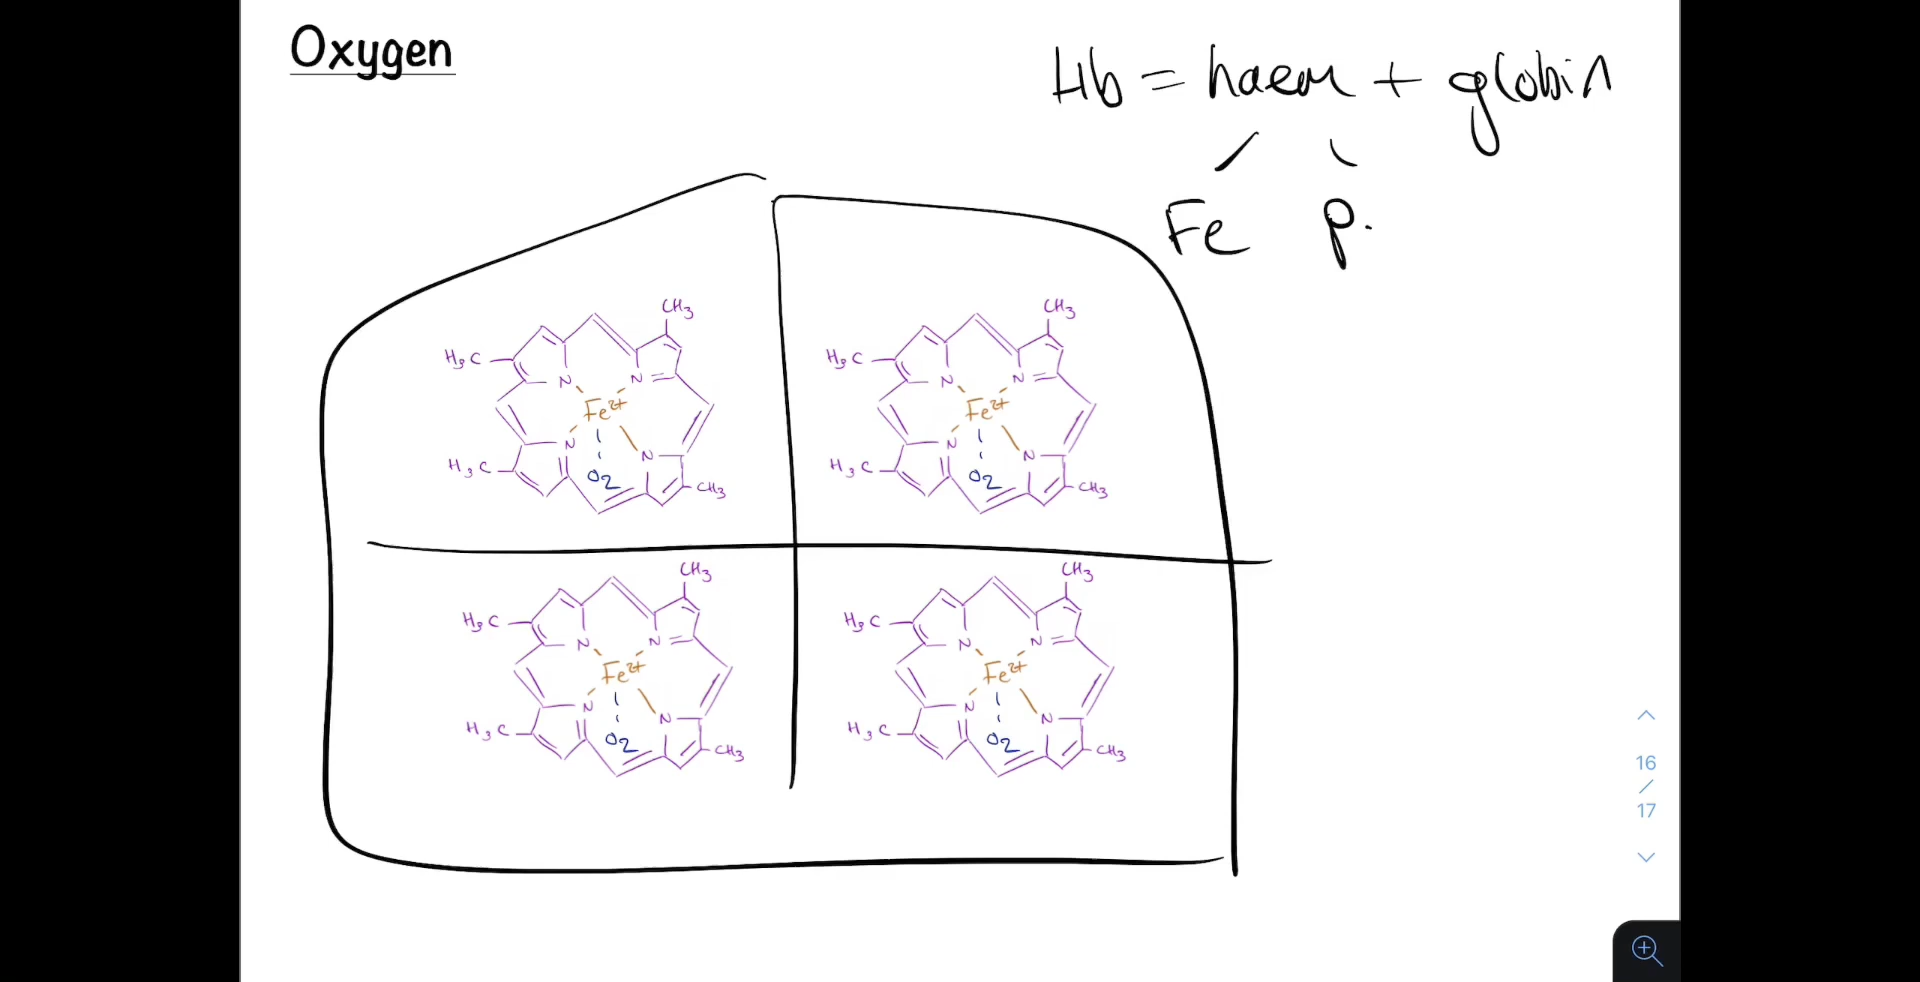 Oxygen
Hb = haem + globin
Fe p.
CH3 CH3
H3C H3C
N N N N
Fe2+ Fe2+
N N N N
H3C O2 CH3 H3C O2 CH3
CH3 CH3
H3C H3C
N N N N
Fe2+ Fe2+
N N N N
H3C O2 CH3 H3C O2 CH3
16
/
17